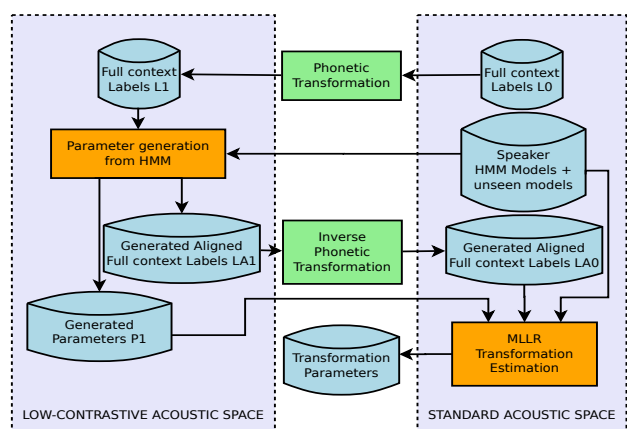 Full context
Labels L1
Phonetic
Transformation
Full context
Labels L0
Parameter generation
from HMM
Speaker
HMM Models +
unseen models
Generated Aligned
Full context Labels LA1
Inverse
Phonetic
Transformation
Generated Aligned
Full context Labels LA0
Generated
Parameters P1
Transformation
Parameters
MLLR
Transformation
Estimation
LOW-CONTRASTIVE ACOUSTIC SPACE
STANDARD ACOUSTIC SPACE